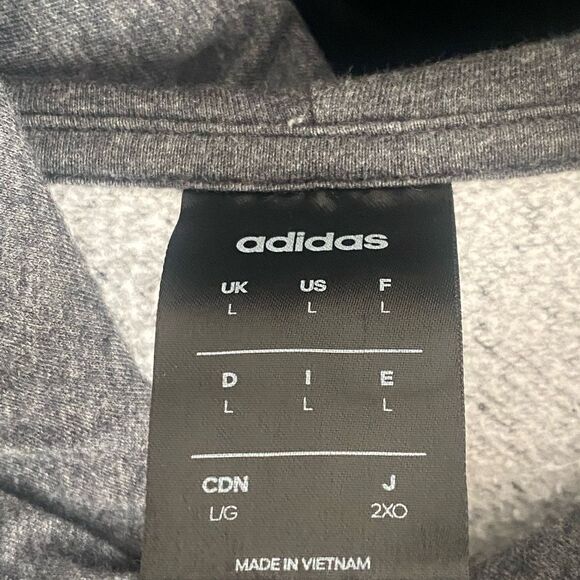 adidas
UK US F
L L L
D I E
L L L
CDN J
L/G 2XO
MADE IN VIETNAM